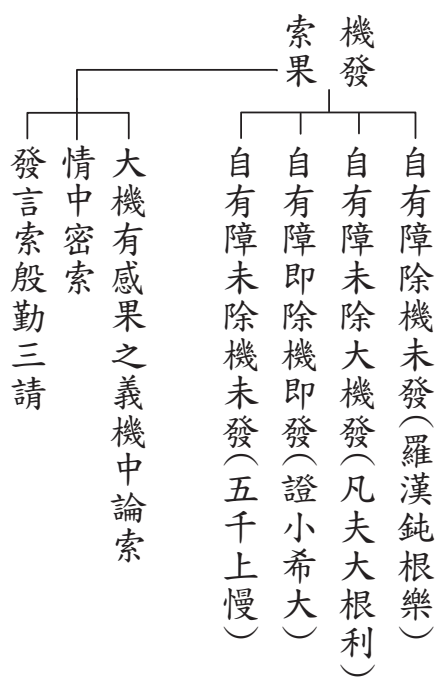 機發
索果
自有障除機未發(羅漢鈍根樂)
自有障未除大機發(凡夫大根利)
自有障即除機即發(證小希大)
自有障未除機未發(五千上慢)
大機有感果之義機中論索
情中密索
發言索殷勤三請